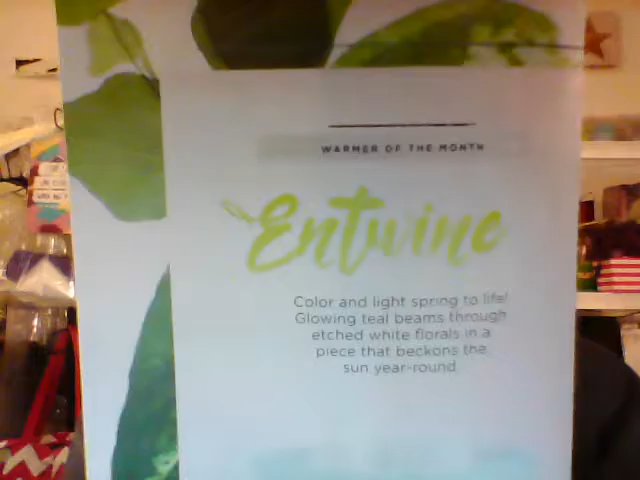 WARMER OF THE MONTH
Entwine
Color and light spring to life!
Glowing teal beams through
etched white florals in a
piece that beckons the
sun year-round.